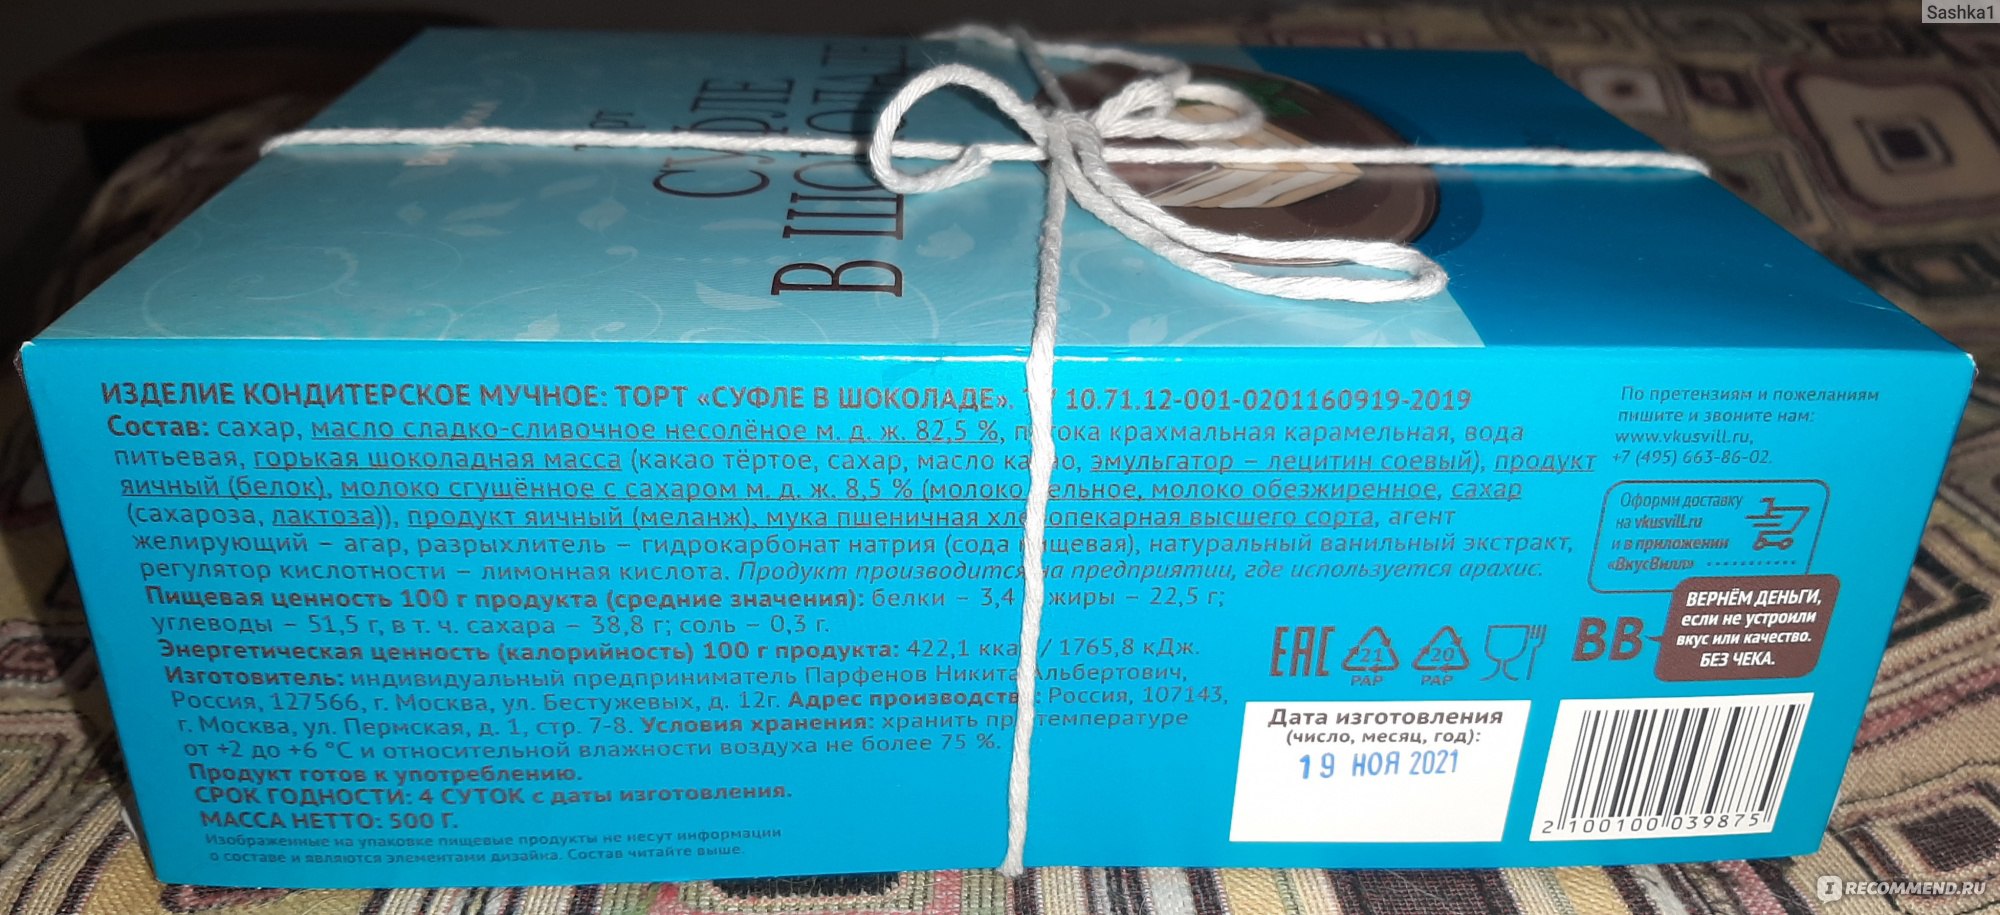 Sashka1
СУФЛЕ
В ШОКОЛАДЕ
ИЗДЕЛИЕ КОНДИТЕРСКОЕ МУЧНОЕ: ТОРТ «СУФЛЕ В ШОКОЛАДЕ». 10.71.12-001-0201160919-2019
Состав: сахар, масло сладко-сливочное несолёное м. д. ж. 82,5 %, патока крахмальная карамельная, вода
питьевая, горькая шоколадная масса (какао тёртое, сахар, масло какао, эмульгатор – лецитин соевый), продукт
яичный (белок), молоко сгущённое с сахаром м. д. ж. 8,5 % (молоко цельное, молоко обезжиренное, сахар
(сахароза, лактоза)), продукт яичный (меланж), мука пшеничная хлебопекарная высшего сорта, агент
желирующий – агар, разрыхлитель – гидрокарбонат натрия (сода пищевая), натуральный ванильный экстракт,
регулятор кислотности – лимонная кислота. Продукт производится на предприятии, где используется арахис.
Пищевая ценность 100 г продукта (средние значения): белки – 3,4 г; жиры – 22,5 г;
углеводы – 51,5 г, в т. ч. сахара – 38,8 г; соль – 0,3 г.
Энергетическая ценность (калорийность) 100 г продукта: 422,1 ккал / 1765,8 кДж.
Изготовитель: индивидуальный предприниматель Парфенов Никита Альбертович,
Россия, 127566, г. Москва, ул. Бестужевых, д. 12г. Адрес производства: Россия, 107143,
г. Москва, ул. Пермская, д. 1, стр. 7-8. Условия хранения: хранить при температуре
от +2 до +6 °С и относительной влажности воздуха не более 75 %.
Продукт готов к употреблению.
СРОК ГОДНОСТИ: 4 СУТОК с даты изготовления.
МАССА НЕТТО: 500 Г.
Изображенные на упаковке пищевые продукты не несут информации
о составе и являются элементами дизайна. Состав читайте выше.
По претензиям и пожеланиям
пишите и звоните нам:
www.vkusvill.ru,
+7 (495) 663-86-02.
Оформи доставку
на vkusvill.ru
и в приложении
«ВкусВилл»
ВЕРНЁМ ДЕНЬГИ,
если не устроили
вкус или качество.
БЕЗ ЧЕКА.
ВВ
EAC
21
PAP
20
PAP
Дата изготовления
(число, месяц, год):
19 НОЯ 2021
2 100100 039875
RECOMMEND.RU